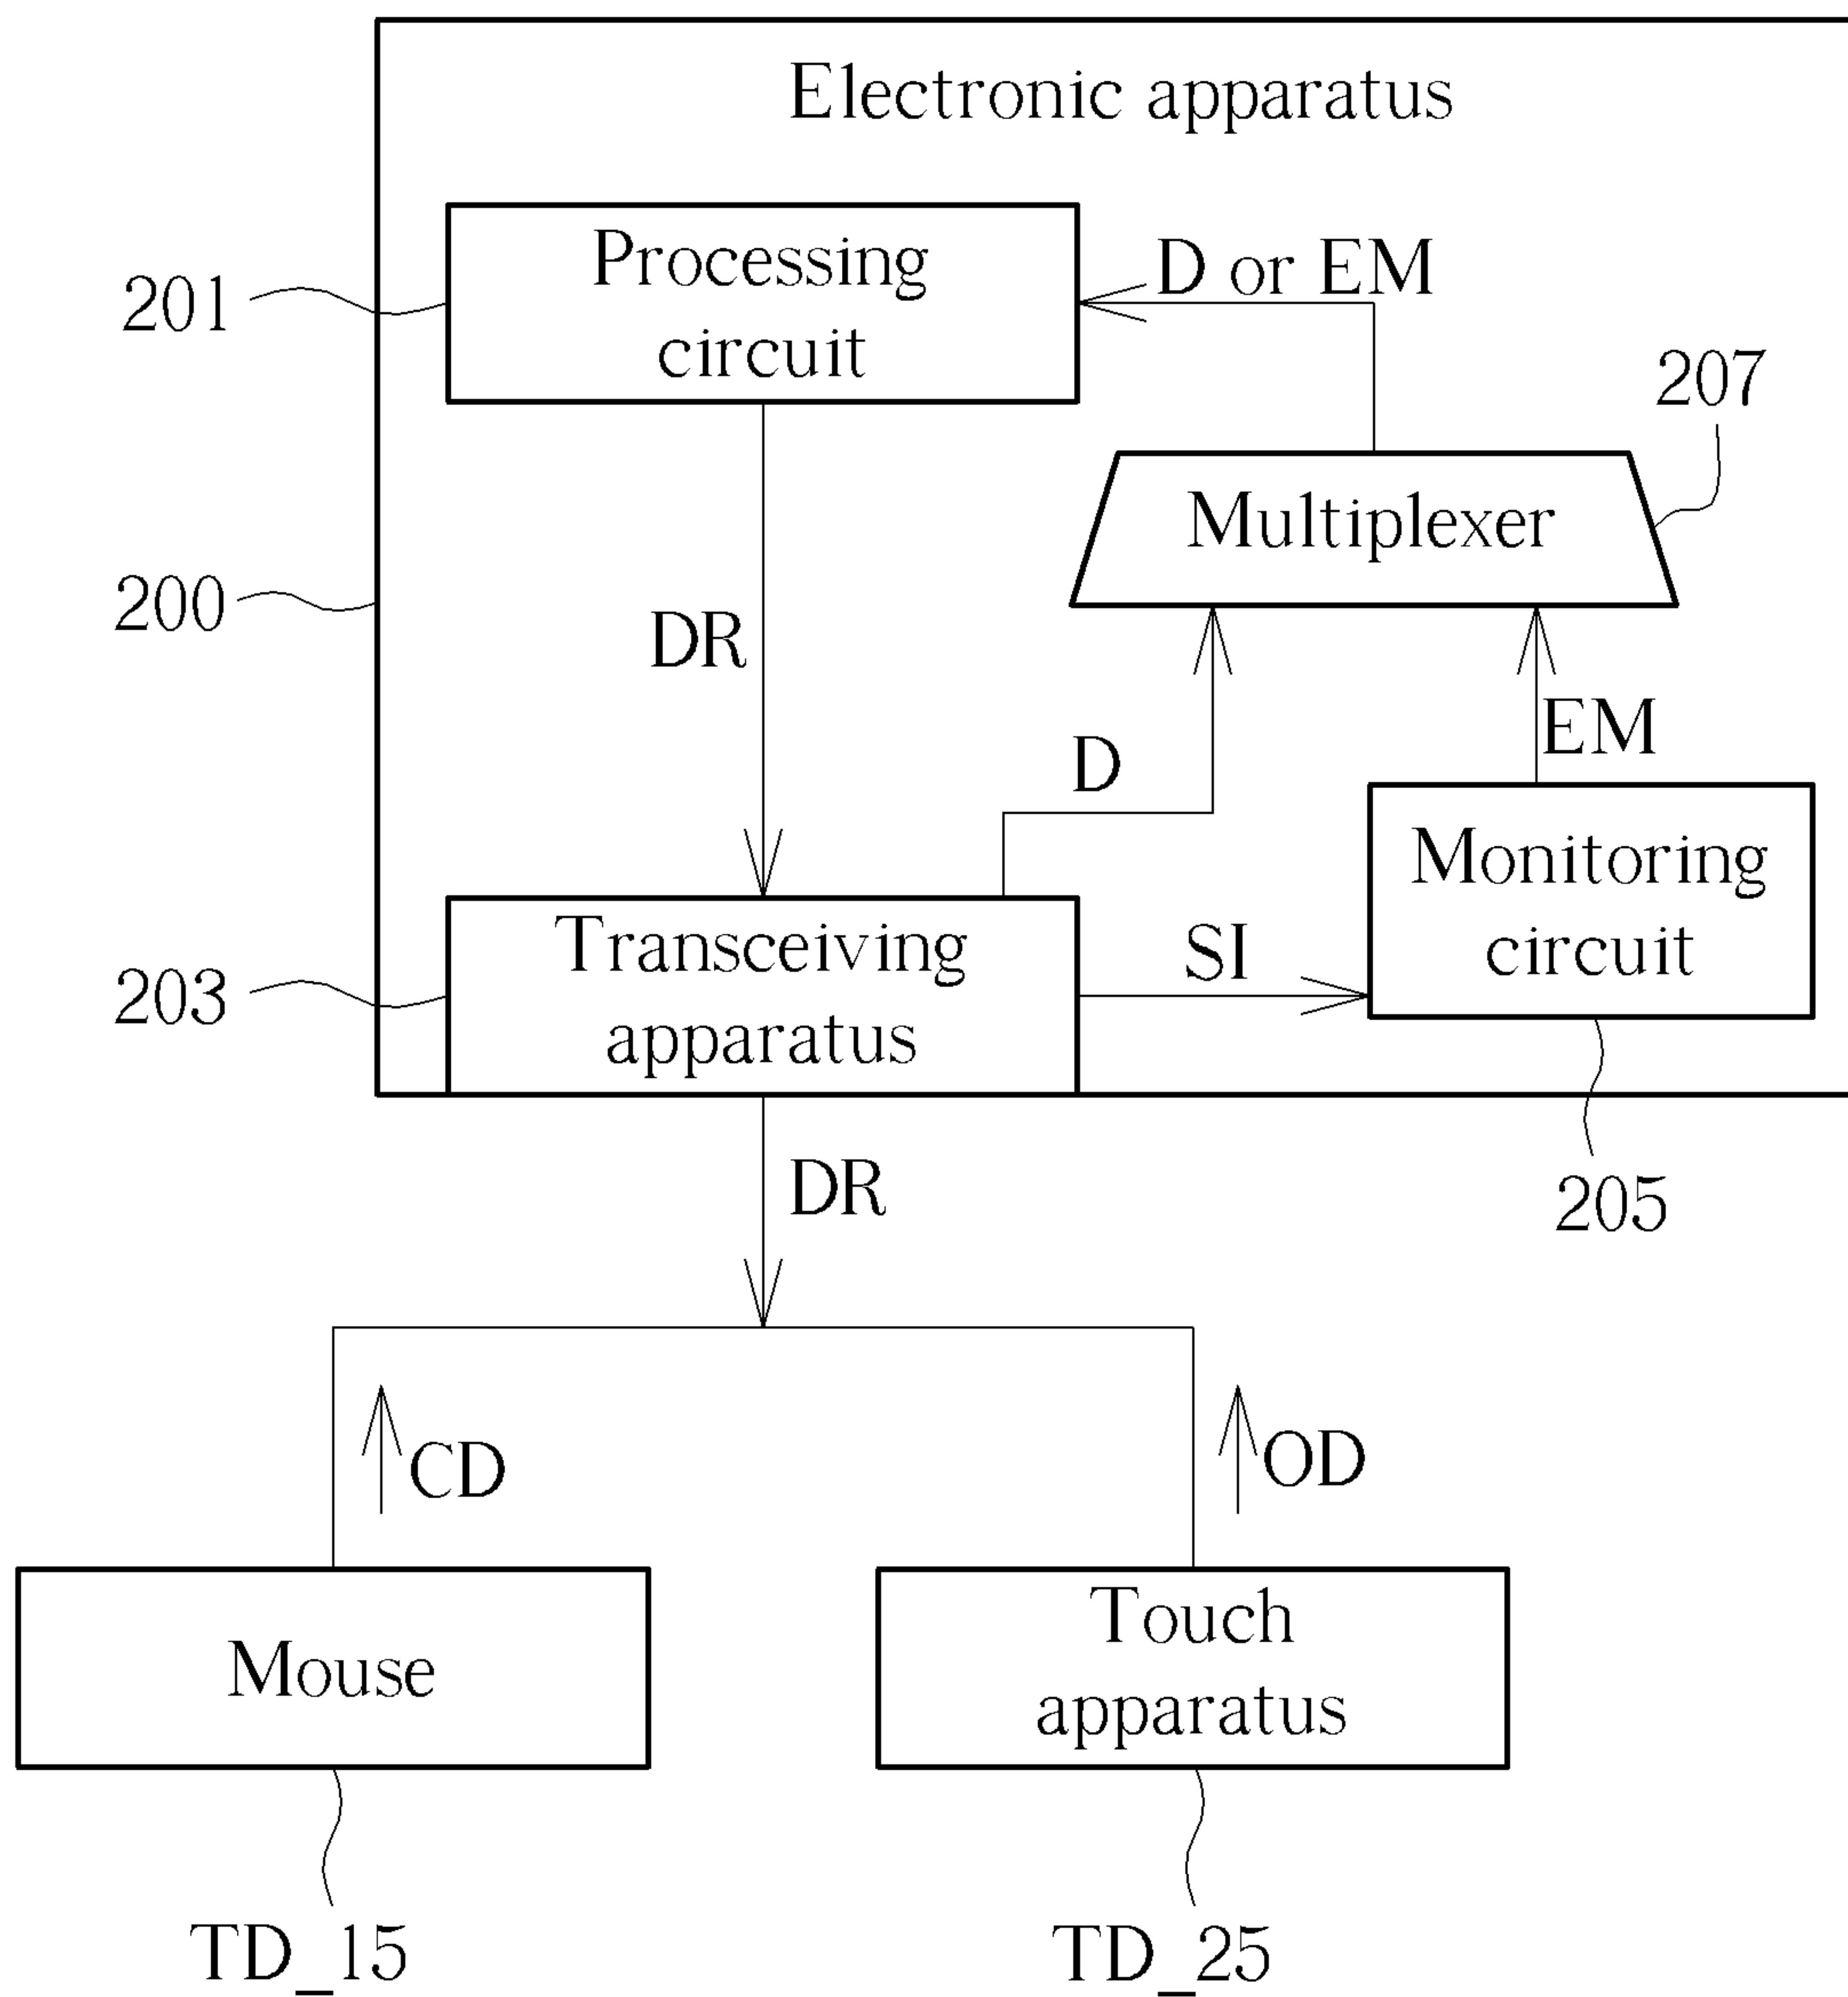 Electronic apparatus
Processing
circuit
D or EM
201
207
Multiplexer
200
DR
EM
D
Monitoring
circuit
Transceiving
apparatus
SI
203
DR
205
CD
OD
Mouse
Touch
apparatus
TD_15
TD_25